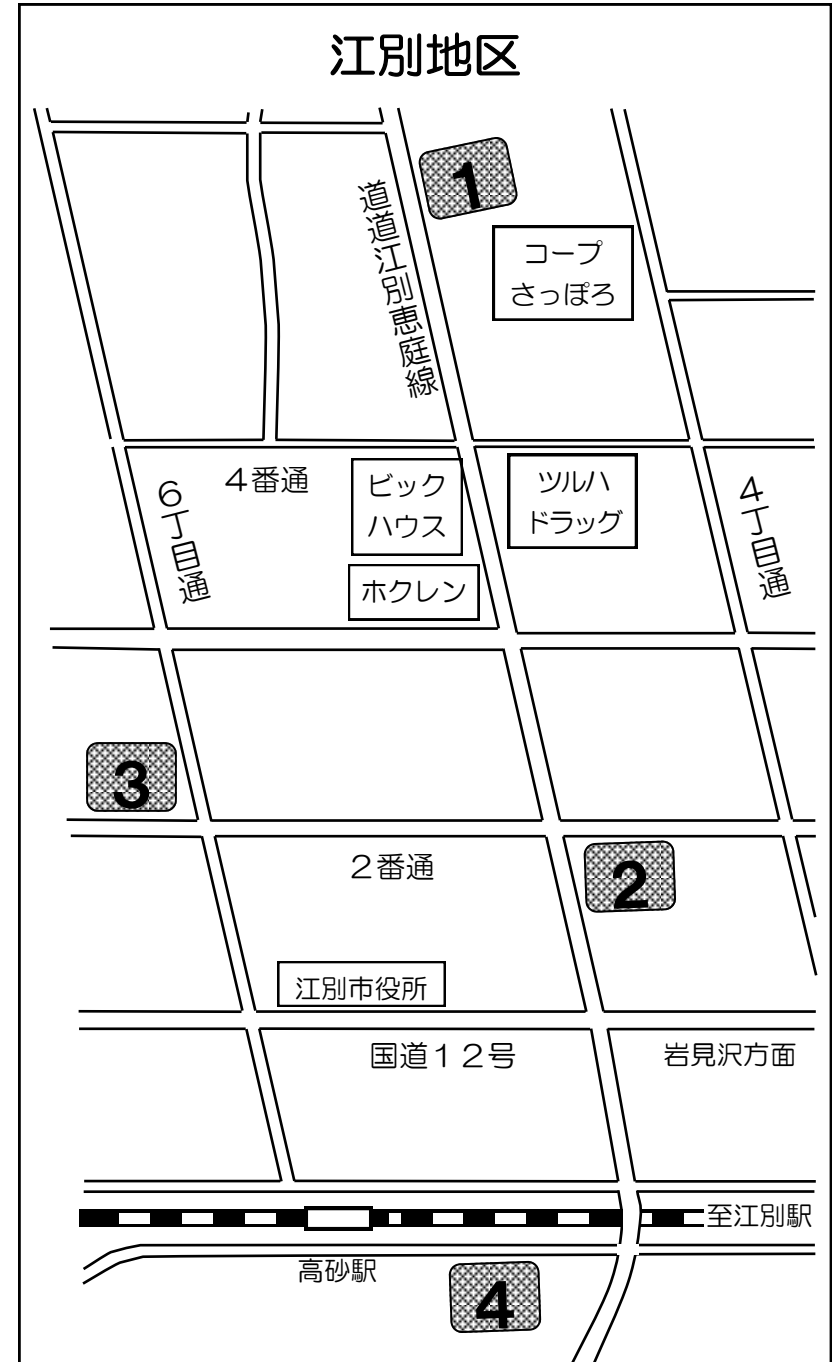 江別地区
1
道道江別恵庭線
コープ
さっぽろ
4番通
6丁目通
ビック
ハウス
ツルハ
ドラッグ
4丁目通
ホクレン
3
2番通
2
江別市役所
国道12号
岩見沢方面
至江別駅
高砂駅
4